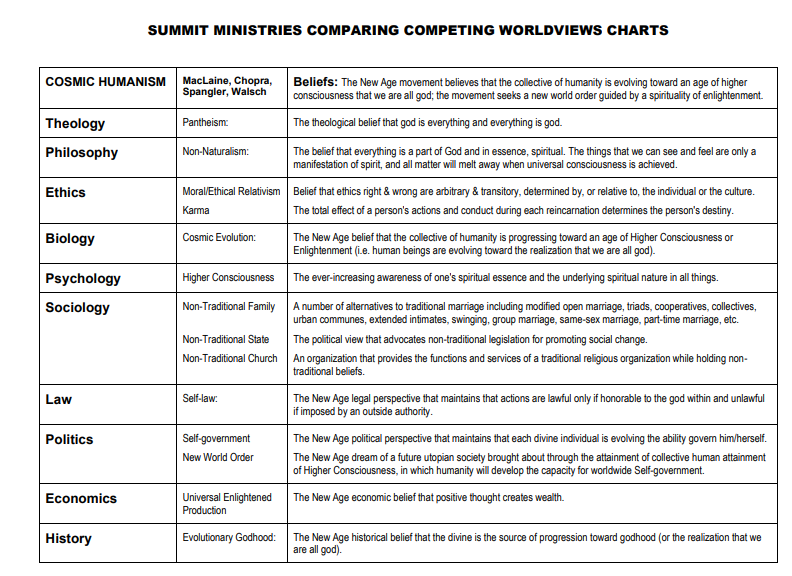 SUMMIT MINISTRIES COMPARING COMPETING WORLDVIEWS CHARTS
COSMIC HUMANISM
MacLaine, Chopra,
Spangler, Walsch
Beliefs: The New Age movement believes that the collective of humanity is evolving toward an age of higher
consciousness that we are all god; the movement seeks a new world order guided by a spirituality of enlightenment.
Theology
Pantheism:
The theological belief that god is everything and everything is god.
Philosophy
Non-Naturalism:
The belief that everything is a part of God and in essence, spiritual. The things that we can see and feel are only a
manifestation of spirit, and all matter will melt away when universal consciousness is achieved.
Ethics
Moral/Ethical Relativism
Belief that ethics right & wrong are arbitrary & transitory, determined by, or relative to, the individual or the culture.
Karma
The total effect of a person's actions and conduct during each reincarnation determines the person's destiny.
Biology
Cosmic Evolution:
The New Age belief that the collective of humanity is progressing toward an age of Higher Consciousness or
Enlightenment (i.e. human beings are evolving toward the realization that we are all god).
Psychology
Higher Consciousness
The ever-increasing awareness of one's spiritual essence and the underlying spiritual nature in all things.
Sociology
Non-Traditional Family
A number of alternatives to traditional marriage including modified open marriage, triads, cooperatives, collectives,
urban communes, extended intimates, swinging, group marriage, same-sex marriage, part-time marriage, etc.
Non-Traditional State
The political view that advocates non-traditional legislation for promoting social change.
Non-Traditional Church
An organization that provides the functions and services of a traditional religious organization while holding non-
traditional beliefs.
Law
Self-law:
The New Age legal perspective that maintains that actions are lawful only if honorable to the god within and unlawful
if imposed by an outside authority.
Politics
Self-government
The New Age political perspective that maintains that each divine individual is evolving the ability govern him/herself.
New World Order
The New Age dream of a future utopian society brought about through the attainment of collective human attainment
of Higher Consciousness, in which humanity will develop the capacity for worldwide Self-government.
Economics
Universal Enlightened
Production
The New Age economic belief that positive thought creates wealth.
History
Evolutionary Godhood:
The New Age historical belief that the divine is the source of progression toward godhood (or the realization that we
are all god).